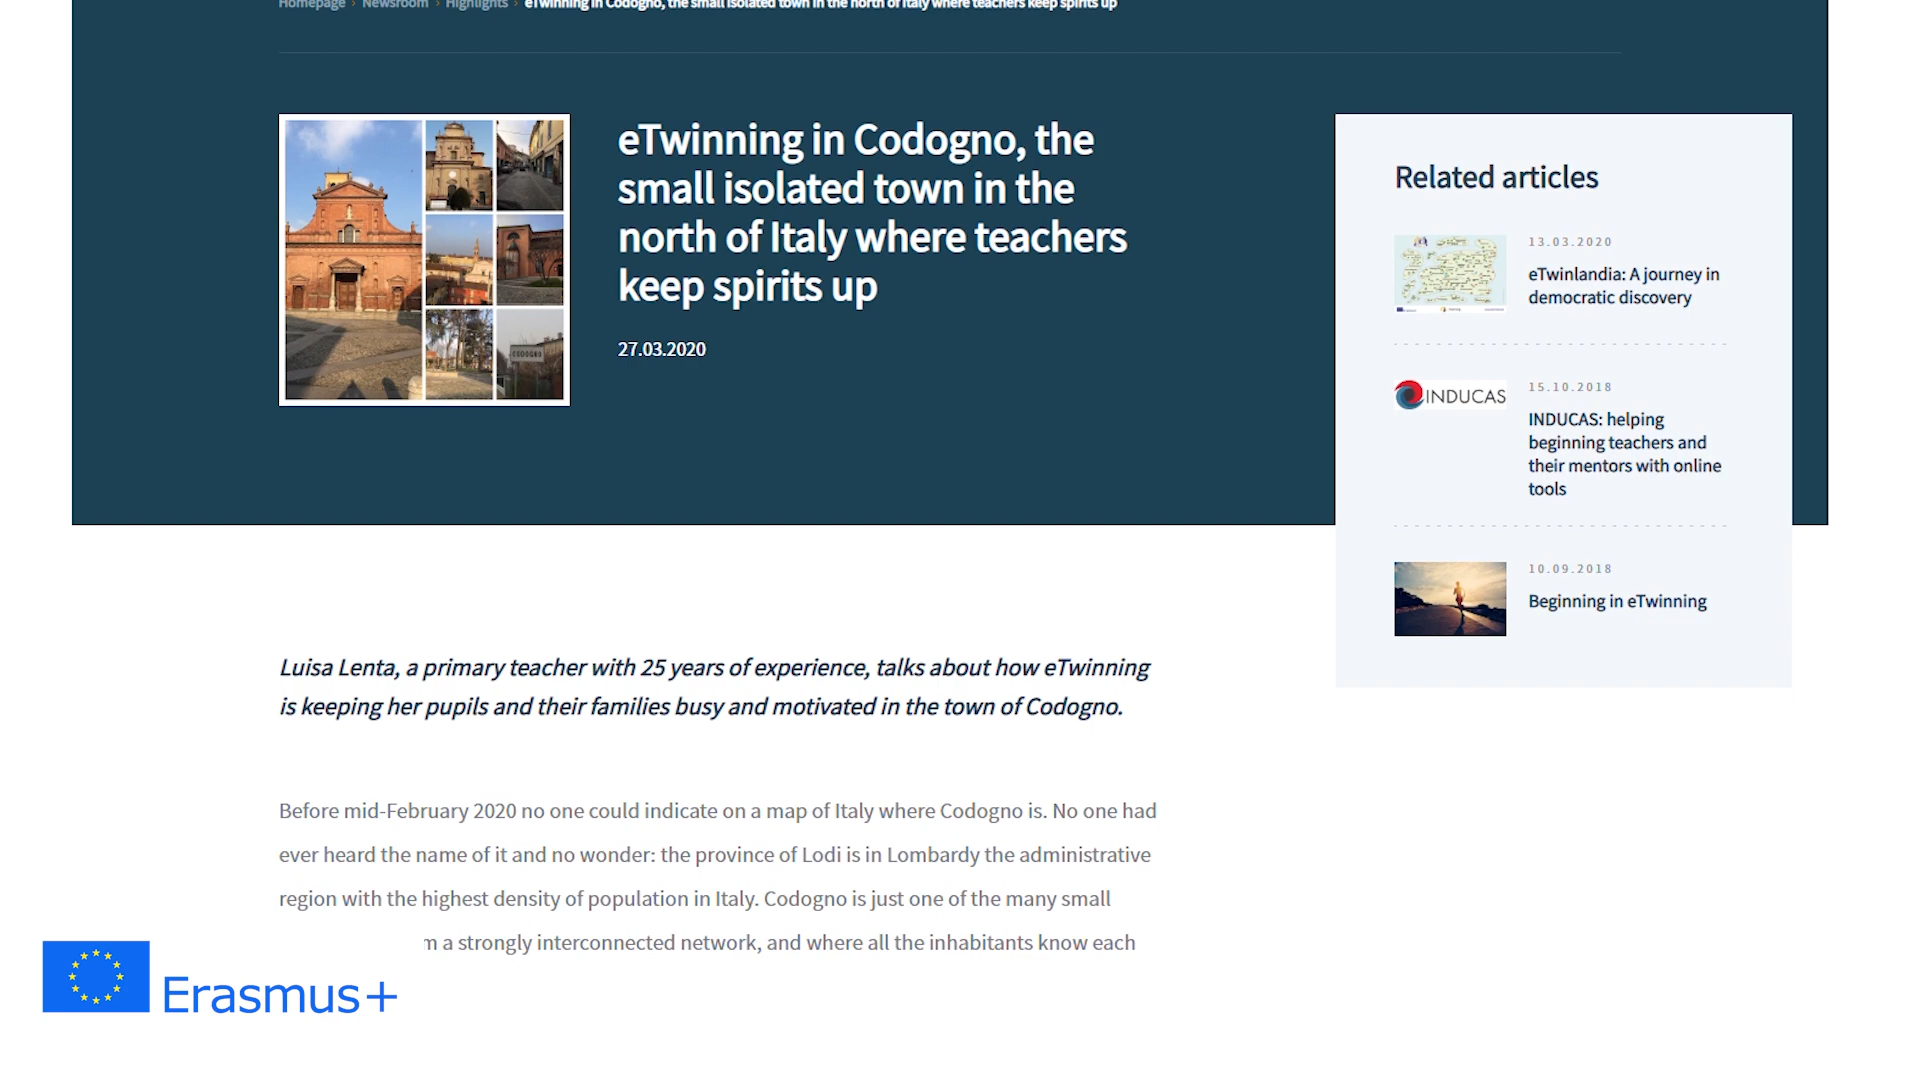 Homepage > Newsroom > Highlights > eTwinning in Codogno, the small isolated town in the north of Italy where teachers keep spirits up
eTwinning in Codogno, the
small isolated town in the
north of Italy where teachers
keep spirits up
27.03.2020
CODOGNO
Related articles
13.03.2020
eTwinlandia: A journey in
democratic discovery
INDUCAS
15.10.2018
INDUCAS: helping
beginning teachers and
their mentors with online
tools
10.09.2018
Beginning in eTwinning
Luisa Lenta, a primary teacher with 25 years of experience, talks about how eTwinning
is keeping her pupils and their families busy and motivated in the town of Codogno.
Before mid-February 2020 no one could indicate on a map of Italy where Codogno is. No one had
ever heard the name of it and no wonder: the province of Lodi is in Lombardy the administrative
region with the highest density of population in Italy. Codogno is just one of the many small
a strongly interconnected network, and where all the inhabitants know each
Erasmus+